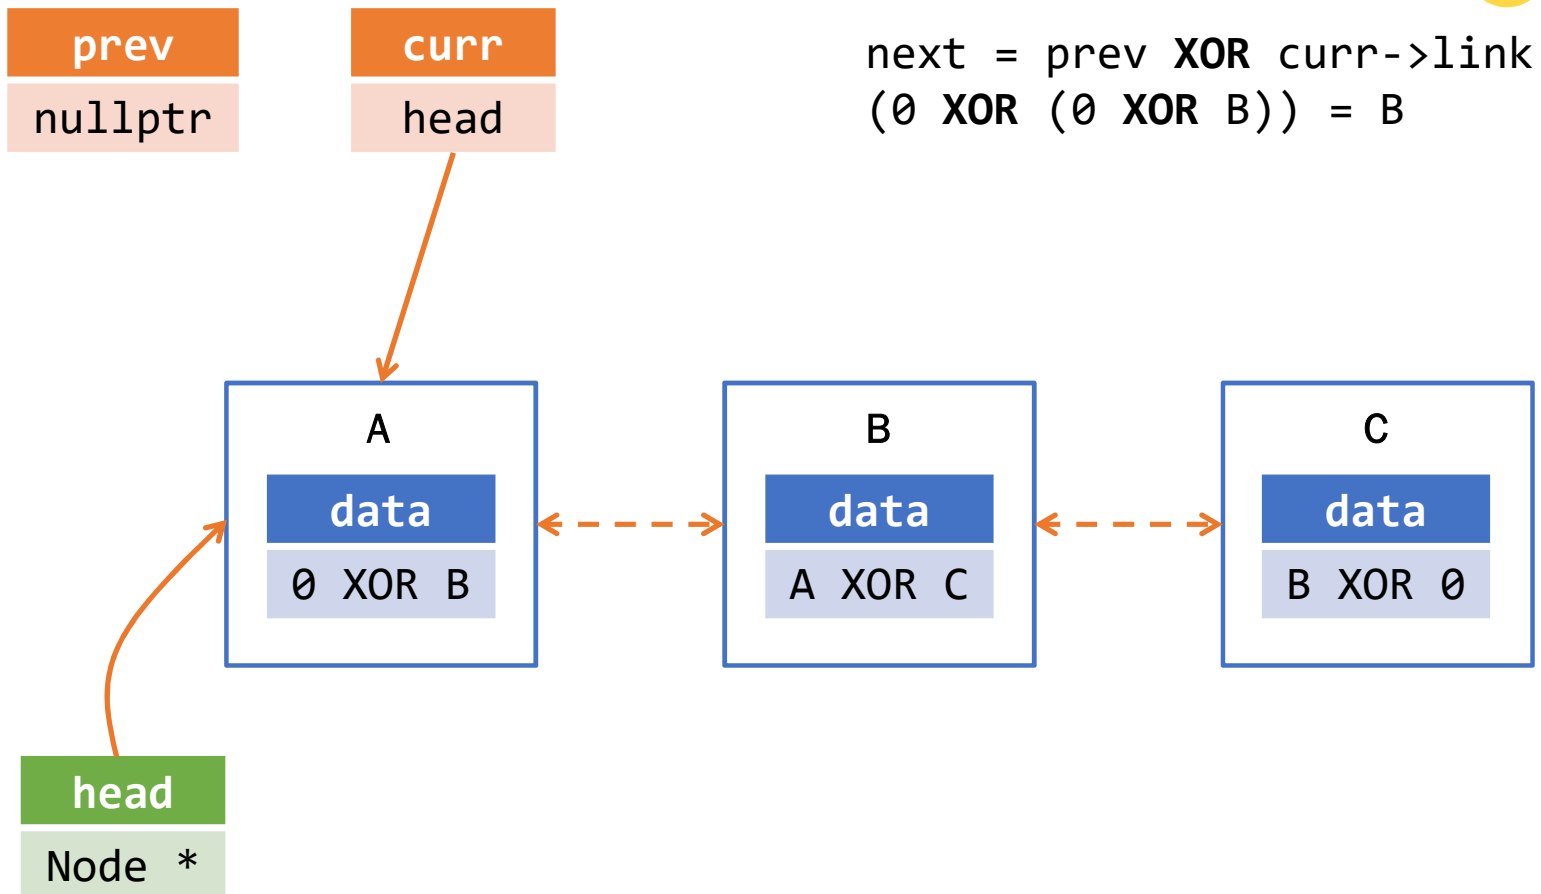 prev
nullptr
curr
head
next = prev XOR curr->link
(0 XOR (0 XOR B)) = B
A
data
0 XOR B
B
data
A XOR C
C
data
B XOR 0
head
Node *